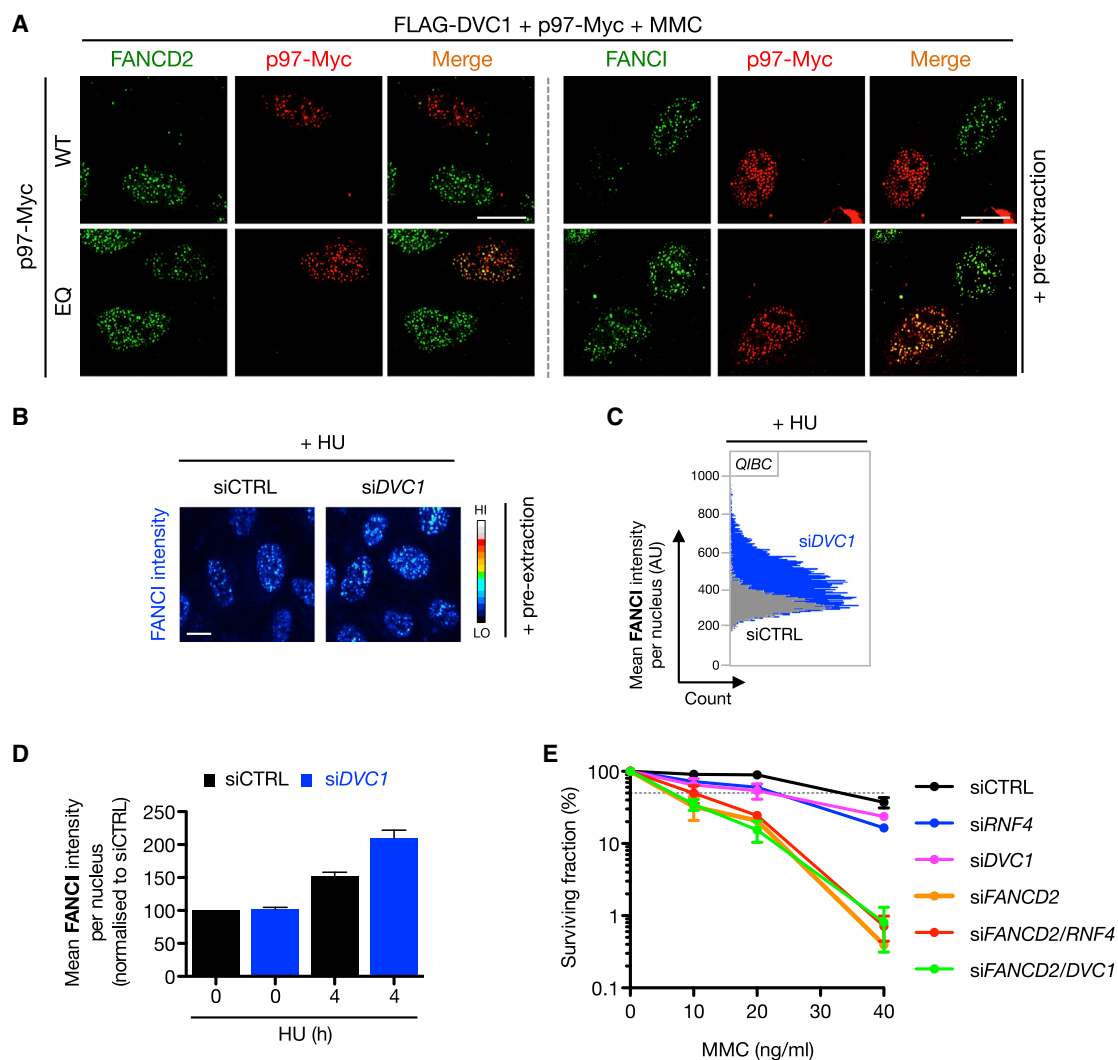 A
FLAG-DVC1 + p97-Myc + MMC
FANCD2 p97-Myc Merge FANCI p97-Myc Merge
p97-Myc
WT
EQ
+ pre-extraction
B
+ HU
siCTRL siDVC1
FANCI intensity
HI
LO
+ pre-extraction
C
+ HU
QIBC
1000
800
600
400
200
0
siDVC1
siCTRL
Mean FANCI intensity
per nucleus (AU)
Count
D
siCTRL siDVC1
Mean FANCI intensity
per nucleus
(normalised to siCTRL)
250
200
150
100
50
0
0 0 4 4
HU (h)
E
Surviving fraction (%)
100
10
1
0.1
0 10 20 30 40
MMC (ng/ml)
siCTRL
siRNF4
siDVC1
siFANCD2
siFANCD2/RNF4
siFANCD2/DVC1